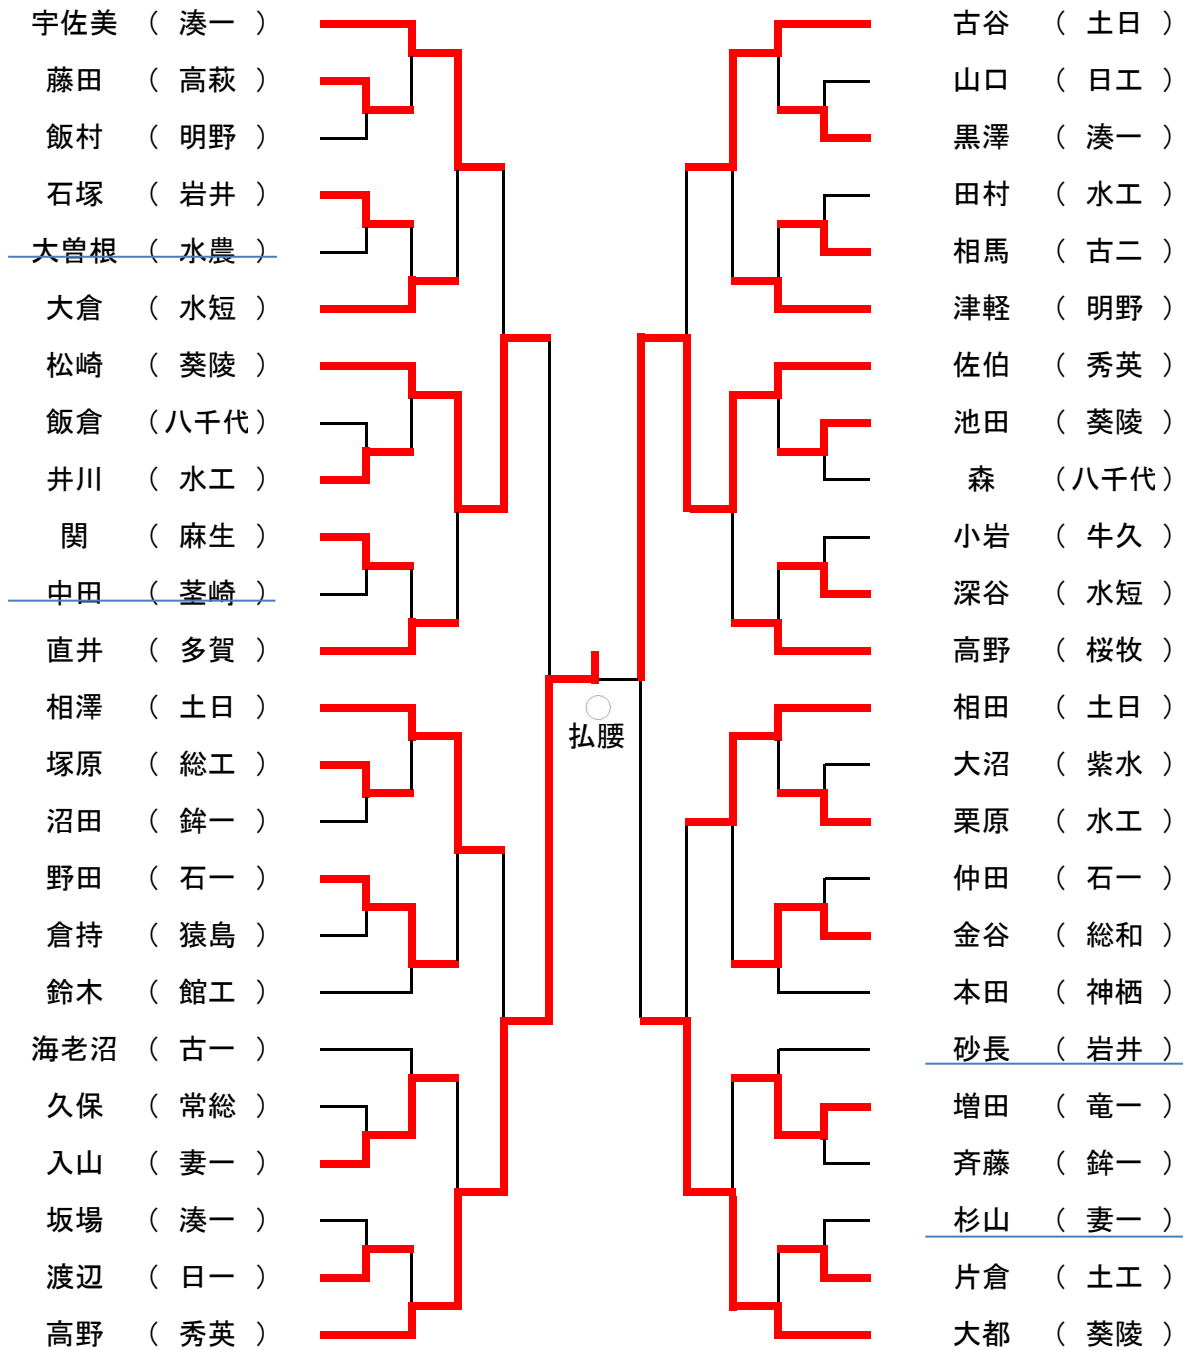 宇佐美 （ 湊一 ）
藤田 （ 高萩 ）
飯村 （ 明野 ）
石塚 （ 岩井 ）
大曽根 （ 水農 ）
大倉 （ 水短 ）
松崎 （ 葵陵 ）
飯倉 （八千代）
井川 （ 水工 ）
関 （ 麻生 ）
中田 （ 茎崎 ）
直井 （ 多賀 ）
相澤 （ 土日 ）
塚原 （ 総工 ）
沼田 （ 鉾一 ）
野田 （ 石一 ）
倉持 （ 猿島 ）
鈴木 （ 館工 ）
海老沼 （ 古一 ）
久保 （ 常総 ）
入山 （ 妻一 ）
坂場 （ 湊一 ）
渡辺 （ 日一 ）
高野 （ 秀英 ）
払腰
古谷 （ 土日 ）
山口 （ 日工 ）
黒澤 （ 湊一 ）
田村 （ 水工 ）
相馬 （ 古二 ）
津軽 （ 明野 ）
佐伯 （ 秀英 ）
池田 （ 葵陵 ）
森 （八千代）
小岩 （ 牛久 ）
深谷 （ 水短 ）
高野 （ 桜牧 ）
相田 （ 土日 ）
大沼 （ 紫水 ）
栗原 （ 水工 ）
仲田 （ 石一 ）
金谷 （ 総和 ）
本田 （ 神栖 ）
砂長 （ 岩井 ）
増田 （ 竜一 ）
斉藤 （ 鉾一 ）
杉山 （ 妻一 ）
片倉 （ 土工 ）
大都 （ 葵陵 ）